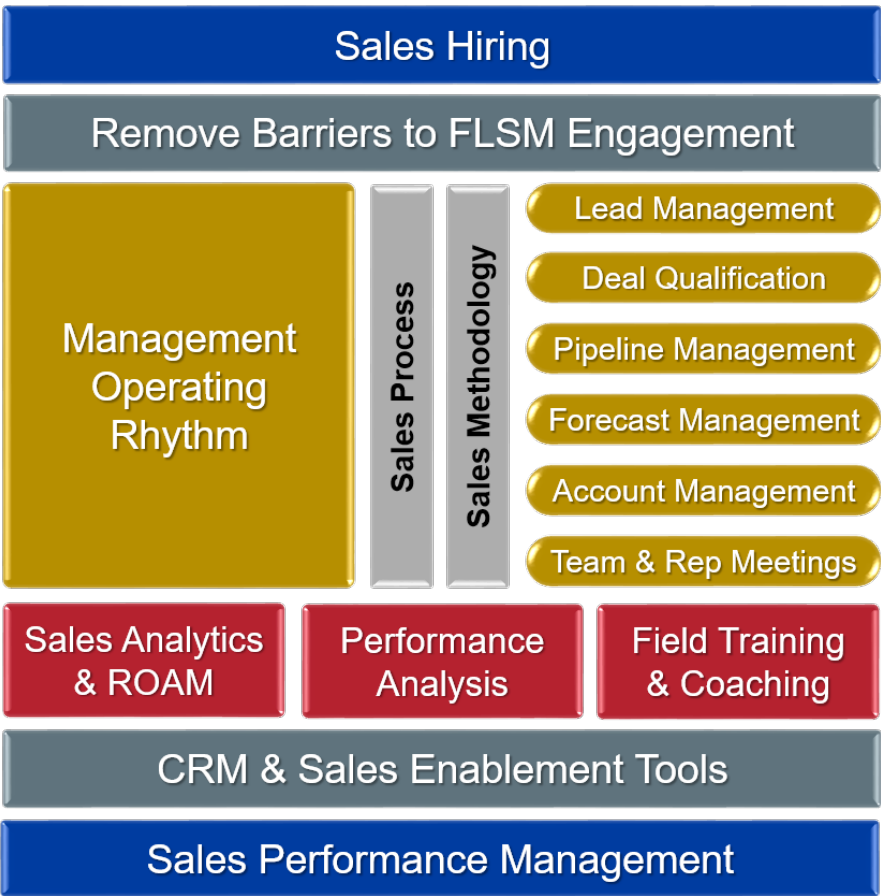 Sales Hiring
Remove Barriers to FLSM Engagement
Management
Operating
Rhythm
Sales Process
Sales Methodology
Lead Management
Deal Qualification
Pipeline Management
Forecast Management
Account Management
Team & Rep Meetings
Sales Analytics
& ROAM
Performance
Analysis
Field Training
& Coaching
CRM & Sales Enablement Tools
Sales Performance Management